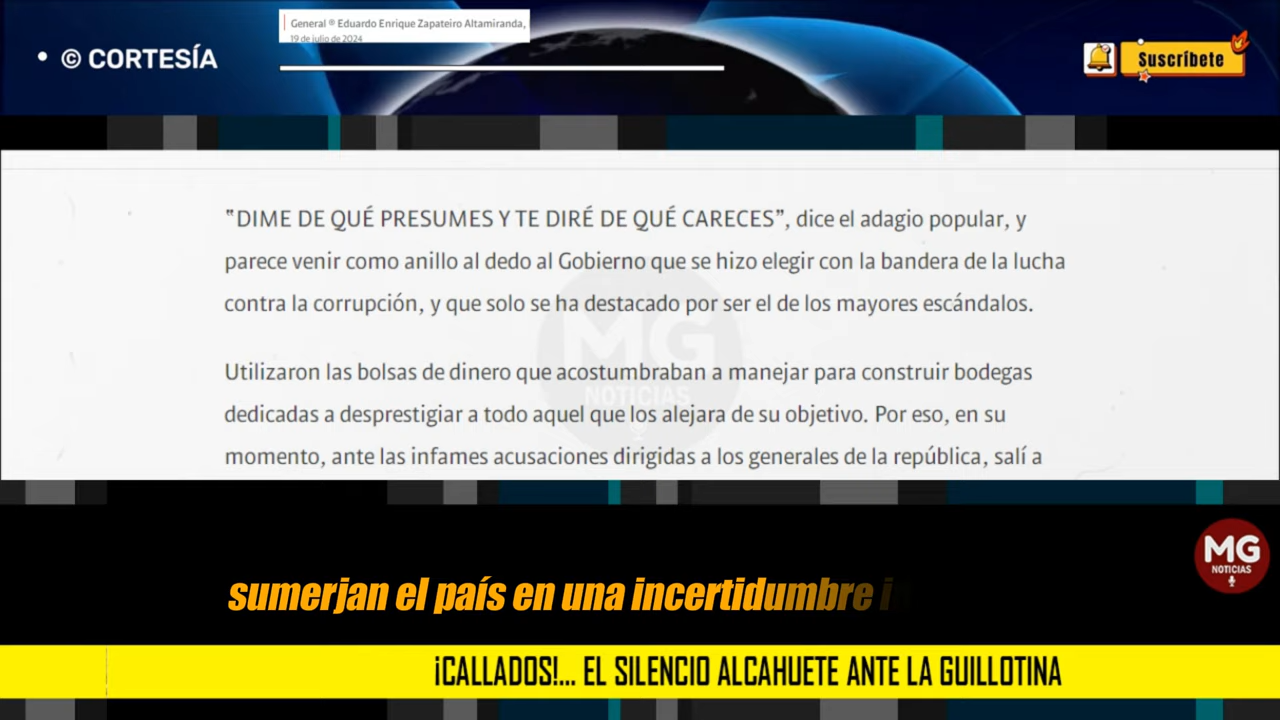 General ® Eduardo Enrique Zapateiro Altamiranda,
19 de julio de 2024
• © CORTESÍA
Suscríbete
"DIME DE QUÉ PRESUMES Y TE DIRÉ DE QUÉ CARECES”, dice el adagio popular, y
parece venir como anillo al dedo al Gobierno que se hizo elegir con la bandera de la lucha
contra la corrupción, y que solo se ha destacado por ser el de los mayores escándalos.
Utilizaron las bolsas de dinero que acostumbraban a manejar para construir bodegas
dedicadas a desprestigiar a todo aquel que los alejara de su objetivo. Por eso, en su
momento, ante las infames acusaciones dirigidas a los generales de la república, salí a
MG
NOTICIAS
MG
NOTICIAS
sumerjan el país en una incertidumbre
¡CALLADOS!... EL SILENCIO ALCAHUETE ANTE LA GUILLOTINA